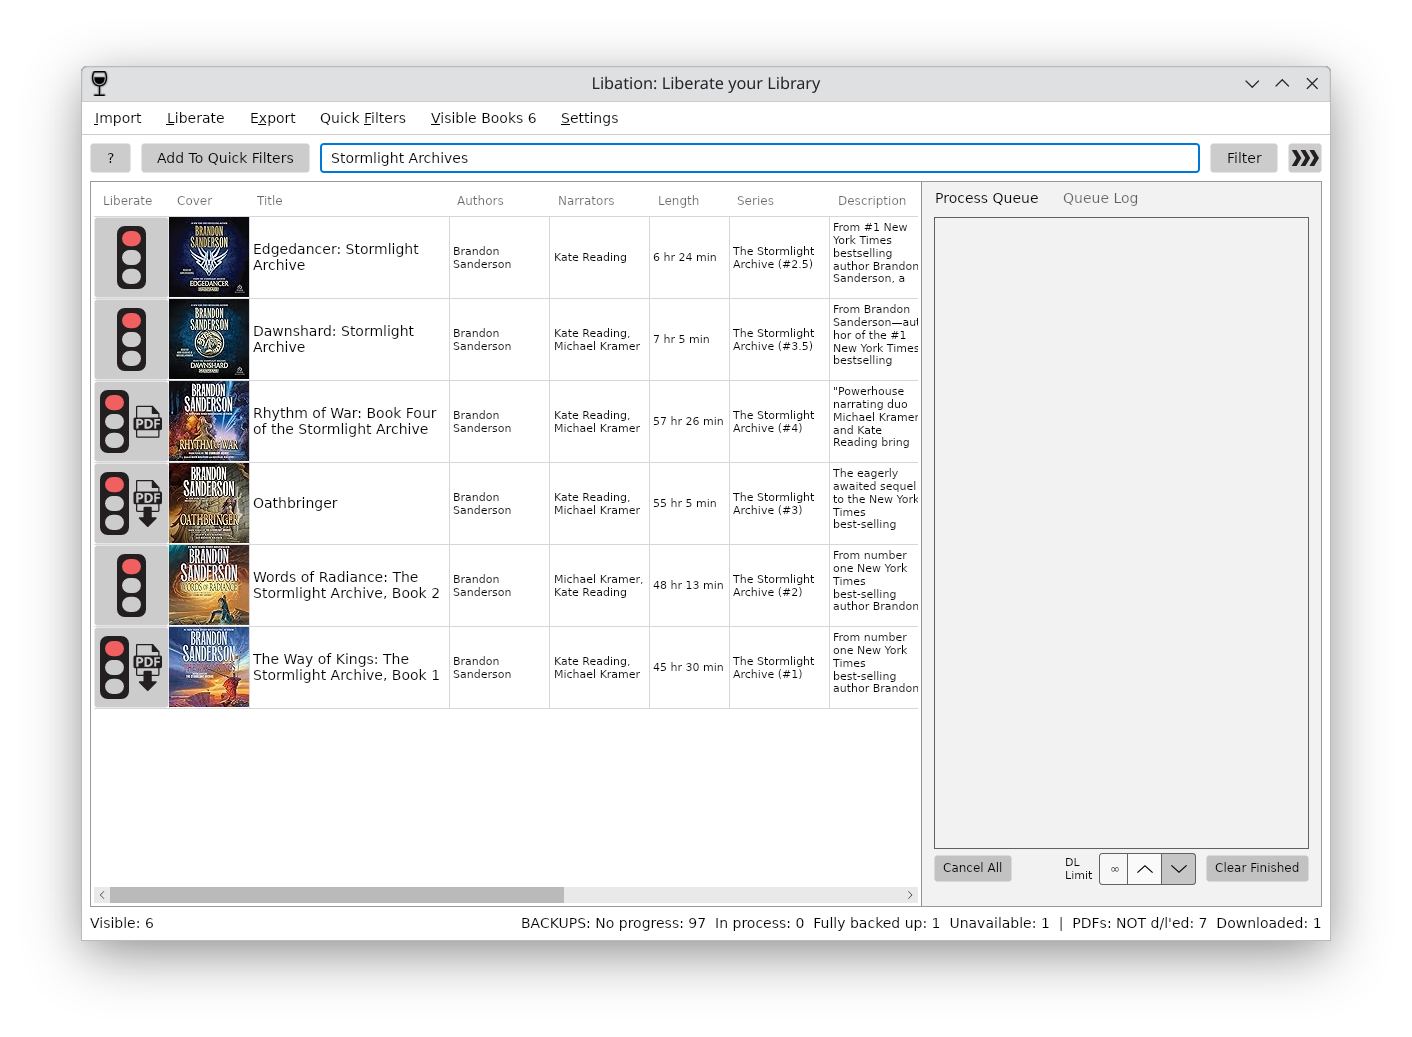 Libation: Liberate your Library
Import Liberate Export Quick Filters Visible Books 6 Settings
? Add To Quick Filters Stormlight Archives Filter
Liberate Cover Title Authors Narrators Length Series Description
BRANDON
SANDERSON
EDGEDANCER
Edgedancer: Stormlight
Archive
Brandon
Sanderson
Kate Reading
6 hr 24 min
The Stormlight
Archive (#2.5)
From #1 New
York Times
bestselling
author Brandon
Sanderson, a
BRANDON
SANDERSON
DAWNSHARD
Dawnshard: Stormlight
Archive
Brandon
Sanderson
Kate Reading,
Michael Kramer
7 hr 5 min
The Stormlight
Archive (#3.5)
From Brandon
Sanderson—aut
hor of the #1
New York Times
bestselling
PDF
BRANDON
SANDERSON
RHYTHM OF WAR
Rhythm of War: Book Four
of the Stormlight Archive
Brandon
Sanderson
Kate Reading,
Michael Kramer
57 hr 26 min
The Stormlight
Archive (#4)
"Powerhouse
narrating duo
Michael Kramer
and Kate
Reading bring
PDF
BRANDON
SANDERSON
OATHBRINGER
Oathbringer
Brandon
Sanderson
Kate Reading,
Michael Kramer
55 hr 5 min
The Stormlight
Archive (#3)
The eagerly
awaited sequel
to the New York
Times
best-selling
BRANDON
SANDERSON
WORDS OF RADIANCE
Words of Radiance: The
Stormlight Archive, Book 2
Brandon
Sanderson
Michael Kramer,
Kate Reading
48 hr 13 min
The Stormlight
Archive (#2)
From number
one New York
Times
best-selling
author Brandon
PDF
BRANDON
SANDERSON
The Way of Kings: The
Stormlight Archive, Book 1
Brandon
Sanderson
Kate Reading,
Michael Kramer
45 hr 30 min
The Stormlight
Archive (#1)
From number
one New York
Times
best-selling
author Brandon
Process Queue Queue Log
Cancel All
DL
Limit
∞
Clear Finished
Visible: 6
BACKUPS: No progress: 97 In process: 0 Fully backed up: 1 Unavailable: 1 | PDFs: NOT d/l'ed: 7 Downloaded: 1